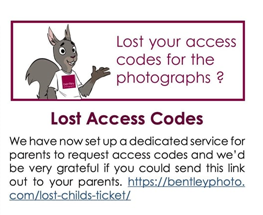 Lost your access
codes for the
photographs ?
Lost Access Codes
We have now set up a dedicated service for
parents to request access codes and we'd
be very grateful if you could send this link
out to your parents. https://bentleyphoto.
com/lost-childs-ticket/